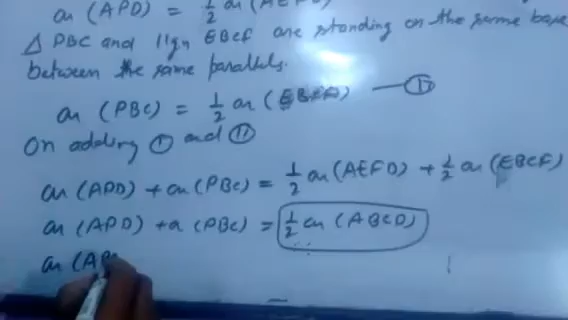 ar (APD) = 1/2 ar (AEFD)
Δ PBC and ||gm EBCF are standing on the same base
between the same parallels.
ar (PBC) = 1/2 ar (EBCF) — II
On adding I and II
ar (APD) + ar (PBC) = 1/2 ar (AEFD) + 1/2 ar (EBCF)
ar (APD) + a (PBC) = 1/2 ar (ABCD)
ar (AP